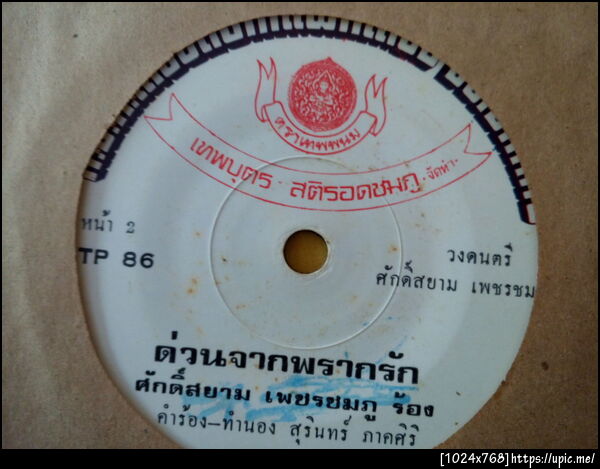 ตราเทพพนม
เทพบุตร สติรอดชมภู จัดทำ
หน้า 2
TP 86
วงดนตรี
ศักดิ์สยาม เพชรชม
ด่วนจากพรากรัก
ศักดิ์สยาม เพชรชมภู ร้อง
คำร้อง-ทำนอง สุรินทร์ ภาคศิริ
[1024x768]https://upic.me/